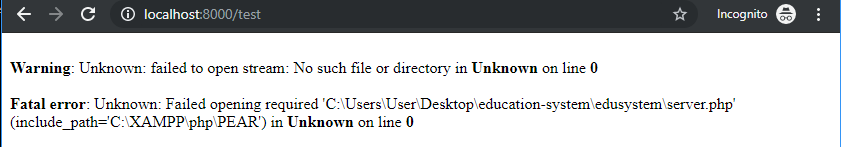 localhost:8000/test
Incognito
Warning: Unknown: failed to open stream: No such file or directory in Unknown on line 0
Fatal error: Unknown: Failed opening required 'C:\Users\User\Desktop\education-system\edusystem\server.php'
(include_path='C:\XAMPP\php\PEAR') in Unknown on line 0